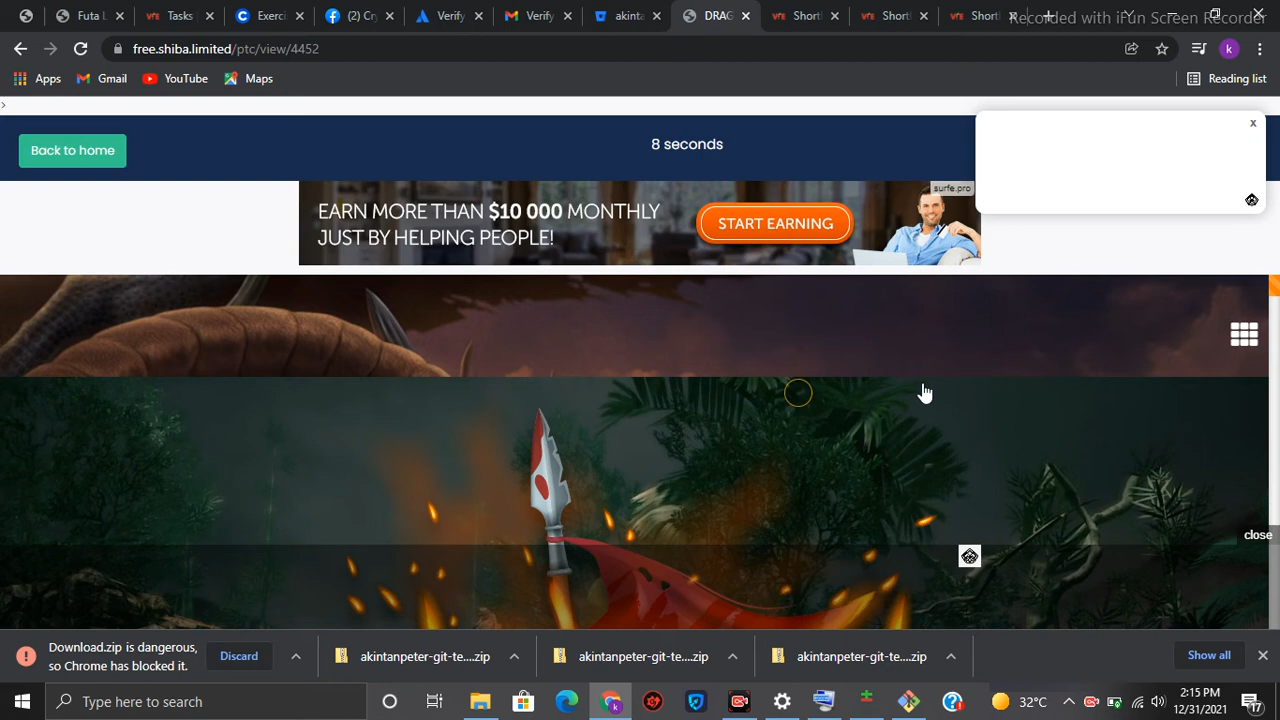 Futa L
Tasks
Exerci
(2) Cry
Verify
Verify
akinta
DRAG
Shortl
Shortl
Shortl
Recorded with iFun Screen Recorder
free.shiba.limited/ptc/view/4452
k
Apps
Gmail
YouTube
Maps
Reading list
>
Back to home
8 seconds
x
EARN MORE THAN $10 000 MONTHLY
JUST BY HELPING PEOPLE!
START EARNING
surfe.pro
close
Download.zip is dangerous,
so Chrome has blocked it.
Discard
akintanpeter-git-te....zip
akintanpeter-git-te....zip
akintanpeter-git-te....zip
Show all
Type here to search
32°C
2:15 PM
12/31/2021
17